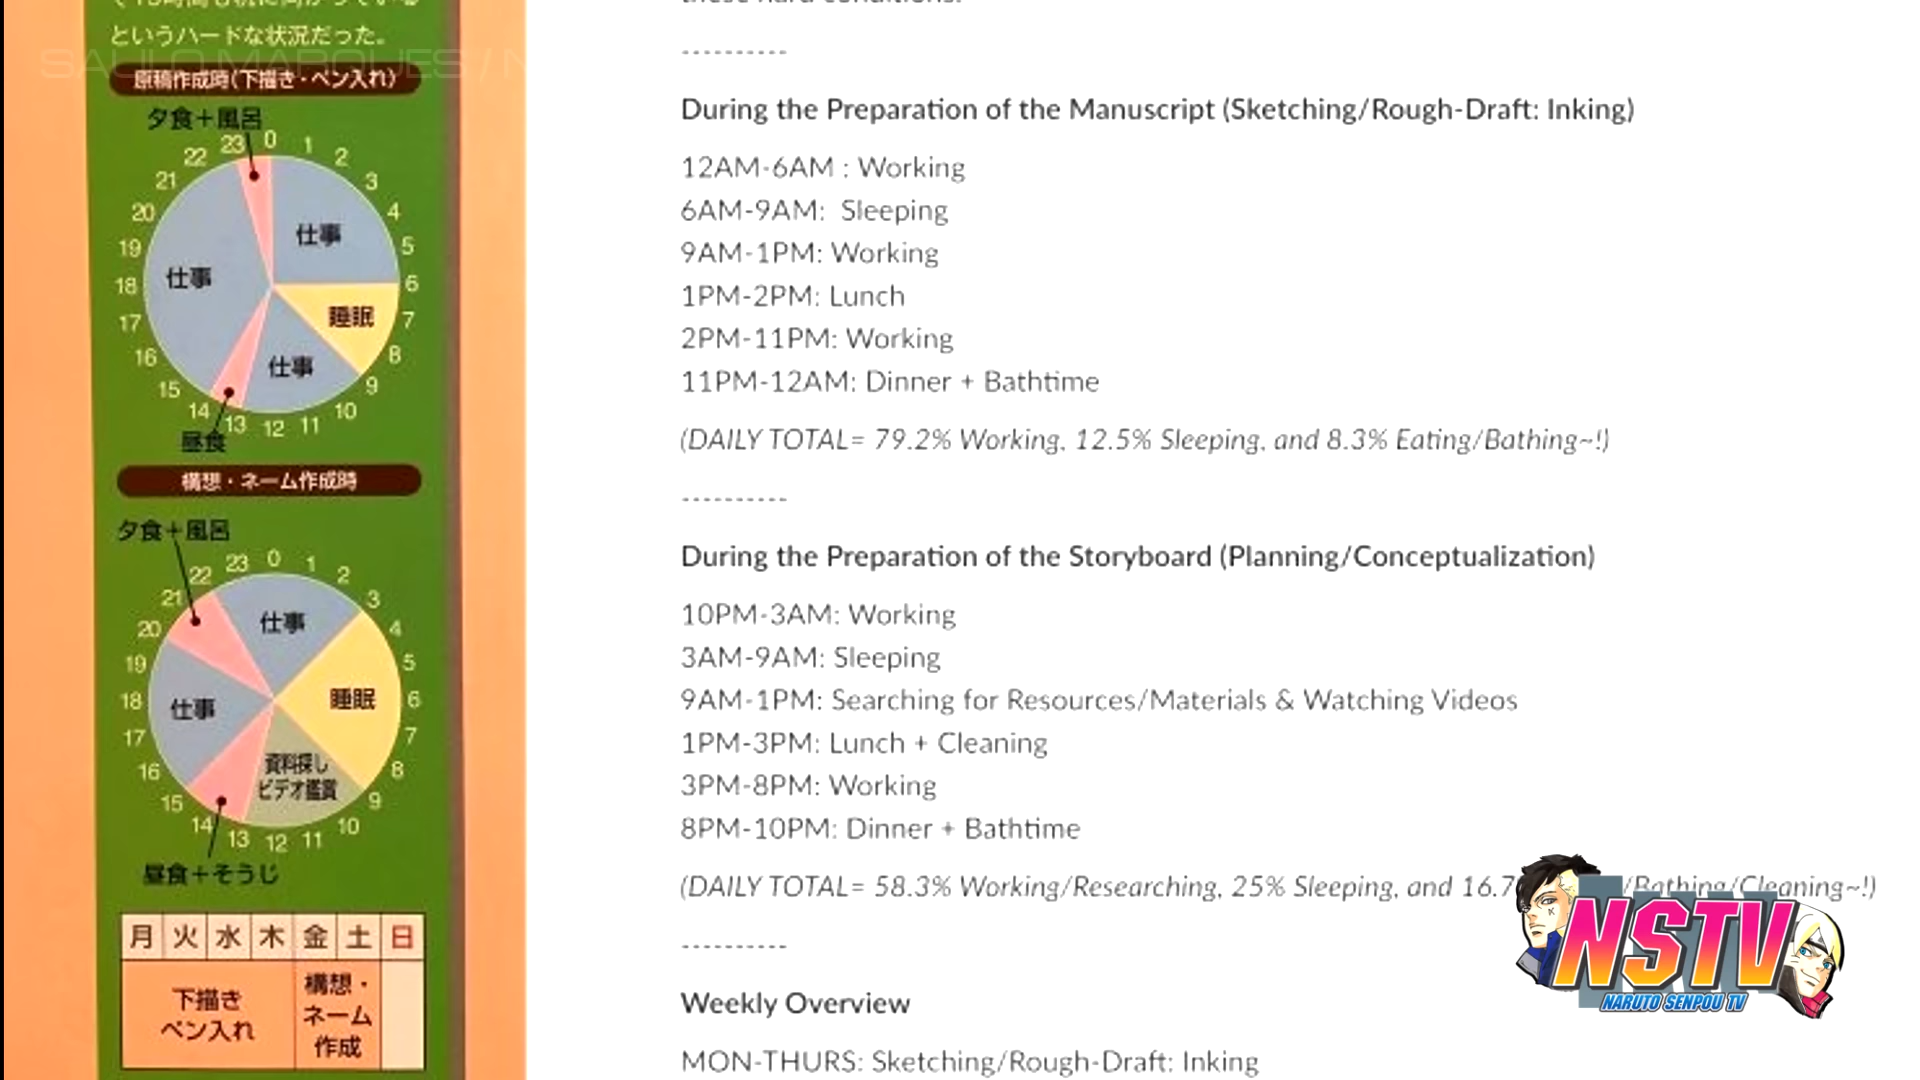 というハードな状況だった。
SAULO MARQUES / N
原稿作成時(下描き・ペン入れ)
夕食+風呂
0
1
2
3
4
5
6
7
8
9
10
11
12
13
14
15
16
17
18
19
20
21
22
23
仕事
睡眠
仕事
仕事
昼食
構想・ネーム作成時
夕食+風呂
0
1
2
3
4
5
6
7
8
9
10
11
12
13
14
15
16
17
18
19
20
21
22
23
仕事
睡眠
資料探し
ビデオ鑑賞
仕事
昼食+そうじ
月 火 水 木 金 土 日
下描き
ペン入れ
構想・
ネーム
作成
these hard conditions.
----------
During the Preparation of the Manuscript (Sketching/Rough-Draft: Inking)
12AM-6AM : Working
6AM-9AM: Sleeping
9AM-1PM: Working
1PM-2PM: Lunch
2PM-11PM: Working
11PM-12AM: Dinner + Bathtime
(DAILY TOTAL= 79.2% Working, 12.5% Sleeping, and 8.3% Eating/Bathing~!)
----------
During the Preparation of the Storyboard (Planning/Conceptualization)
10PM-3AM: Working
3AM-9AM: Sleeping
9AM-1PM: Searching for Resources/Materials & Watching Videos
1PM-3PM: Lunch + Cleaning
3PM-8PM: Working
8PM-10PM: Dinner + Bathtime
(DAILY TOTAL= 58.3% Working/Researching, 25% Sleeping, and 16.7 /Bathing/Cleaning~!)
----------
Weekly Overview
MON-THURS: Sketching/Rough-Draft: Inking
NSTV
NARUTO SENPOU TV